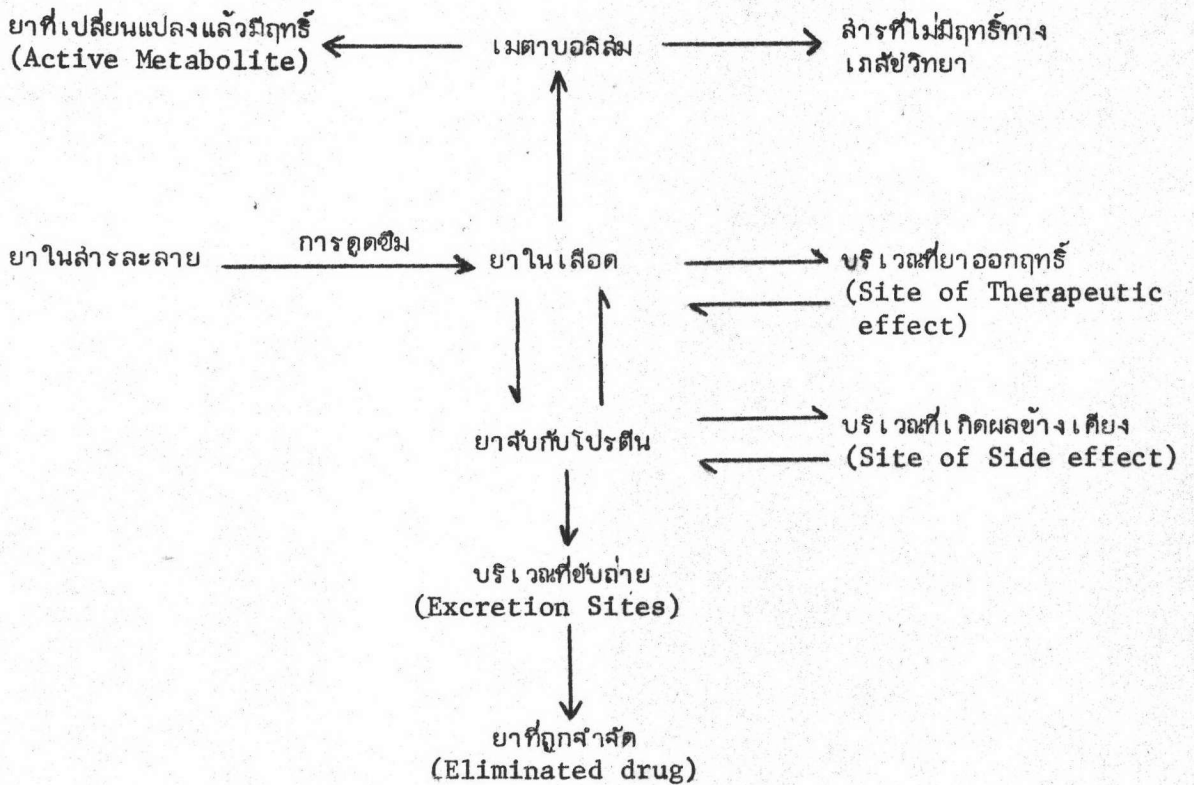 ยาที่เปลี่ยนแปลงแล้วมีฤทธิ์
(Active Metabolite)
เมตาบอลิสม
สารที่ไม่มีฤทธิ์ทาง
เภสัชวิทยา
ยาในสารละลาย
การดูดซึม
ยาในเลือด
บริเวณที่ยาออกฤทธิ์
(Site of Therapeutic
effect)
ยาจับกับโปรตีน
บริเวณที่เกิดผลข้างเคียง
(Site of Side effect)
บริเวณที่ขับถ่าย
(Excretion Sites)
ยาที่ถูกจำจัด
(Eliminated drug)